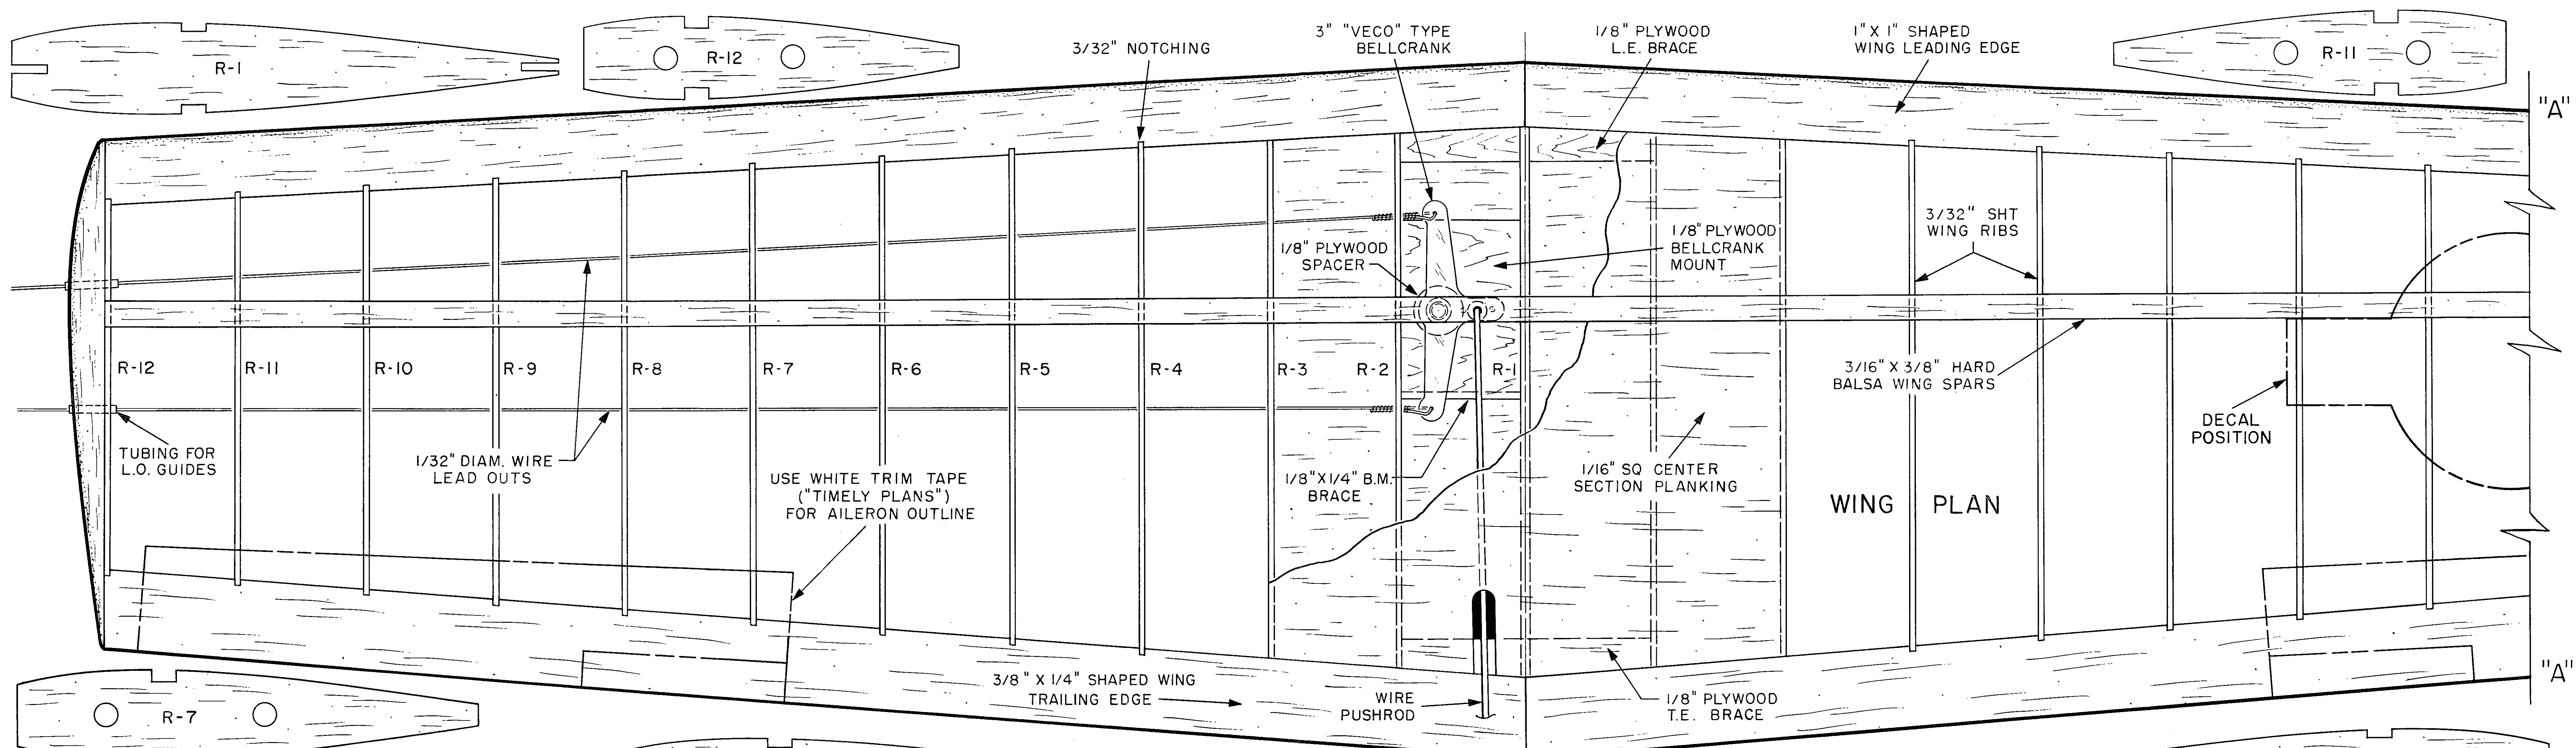 R-1
R-12
3/32" NOTCHING
3" "VECO" TYPE
BELLCRANK
1/8" PLYWOOD
L.E. BRACE
1" X 1" SHAPED
WING LEADING EDGE
R-11
"A"
1/8" PLYWOOD
SPACER
1/8" PLYWOOD
BELLCRANK
MOUNT
3/32" SHT
WING RIBS
R-12
R-11
R-10
R-9
R-8
R-7
R-6
R-5
R-4
R-3
R-2
R-1
3/16" X 3/8" HARD
BALSA WING SPARS
DECAL
POSITION
TUBING FOR
L.O. GUIDES
1/32" DIAM. WIRE
LEAD OUTS
USE WHITE TRIM TAPE
("TIMELY PLANS")
FOR AILERON OUTLINE
1/8" X 1/4" B.M.
BRACE
1/16" SQ CENTER
SECTION PLANKING
WING PLAN
3/8" X 1/4" SHAPED WING
TRAILING EDGE
WIRE
PUSHROD
1/8" PLYWOOD
T.E. BRACE
"A"
R-7